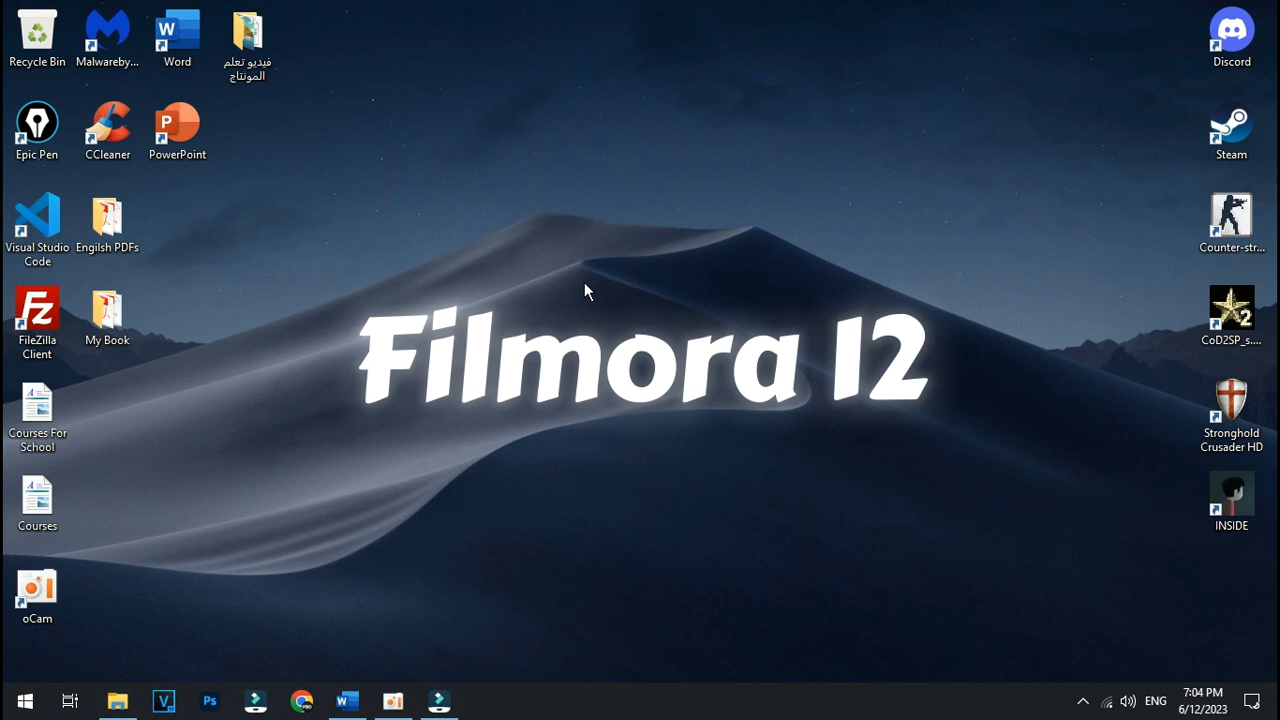 Recycle Bin
Malwareby...
Word
فيديو تعلم
المونتاج
Epic Pen
CCleaner
PowerPoint
Visual Studio
Code
Engilsh PDFs
FileZilla
Client
My Book
Courses For
School
Courses
oCam
Filmora 12
Discord
Steam
Counter-str...
CoD2SP_s....
Stronghold
Crusader HD
INSIDE
ENG
7:04 PM
6/12/2023